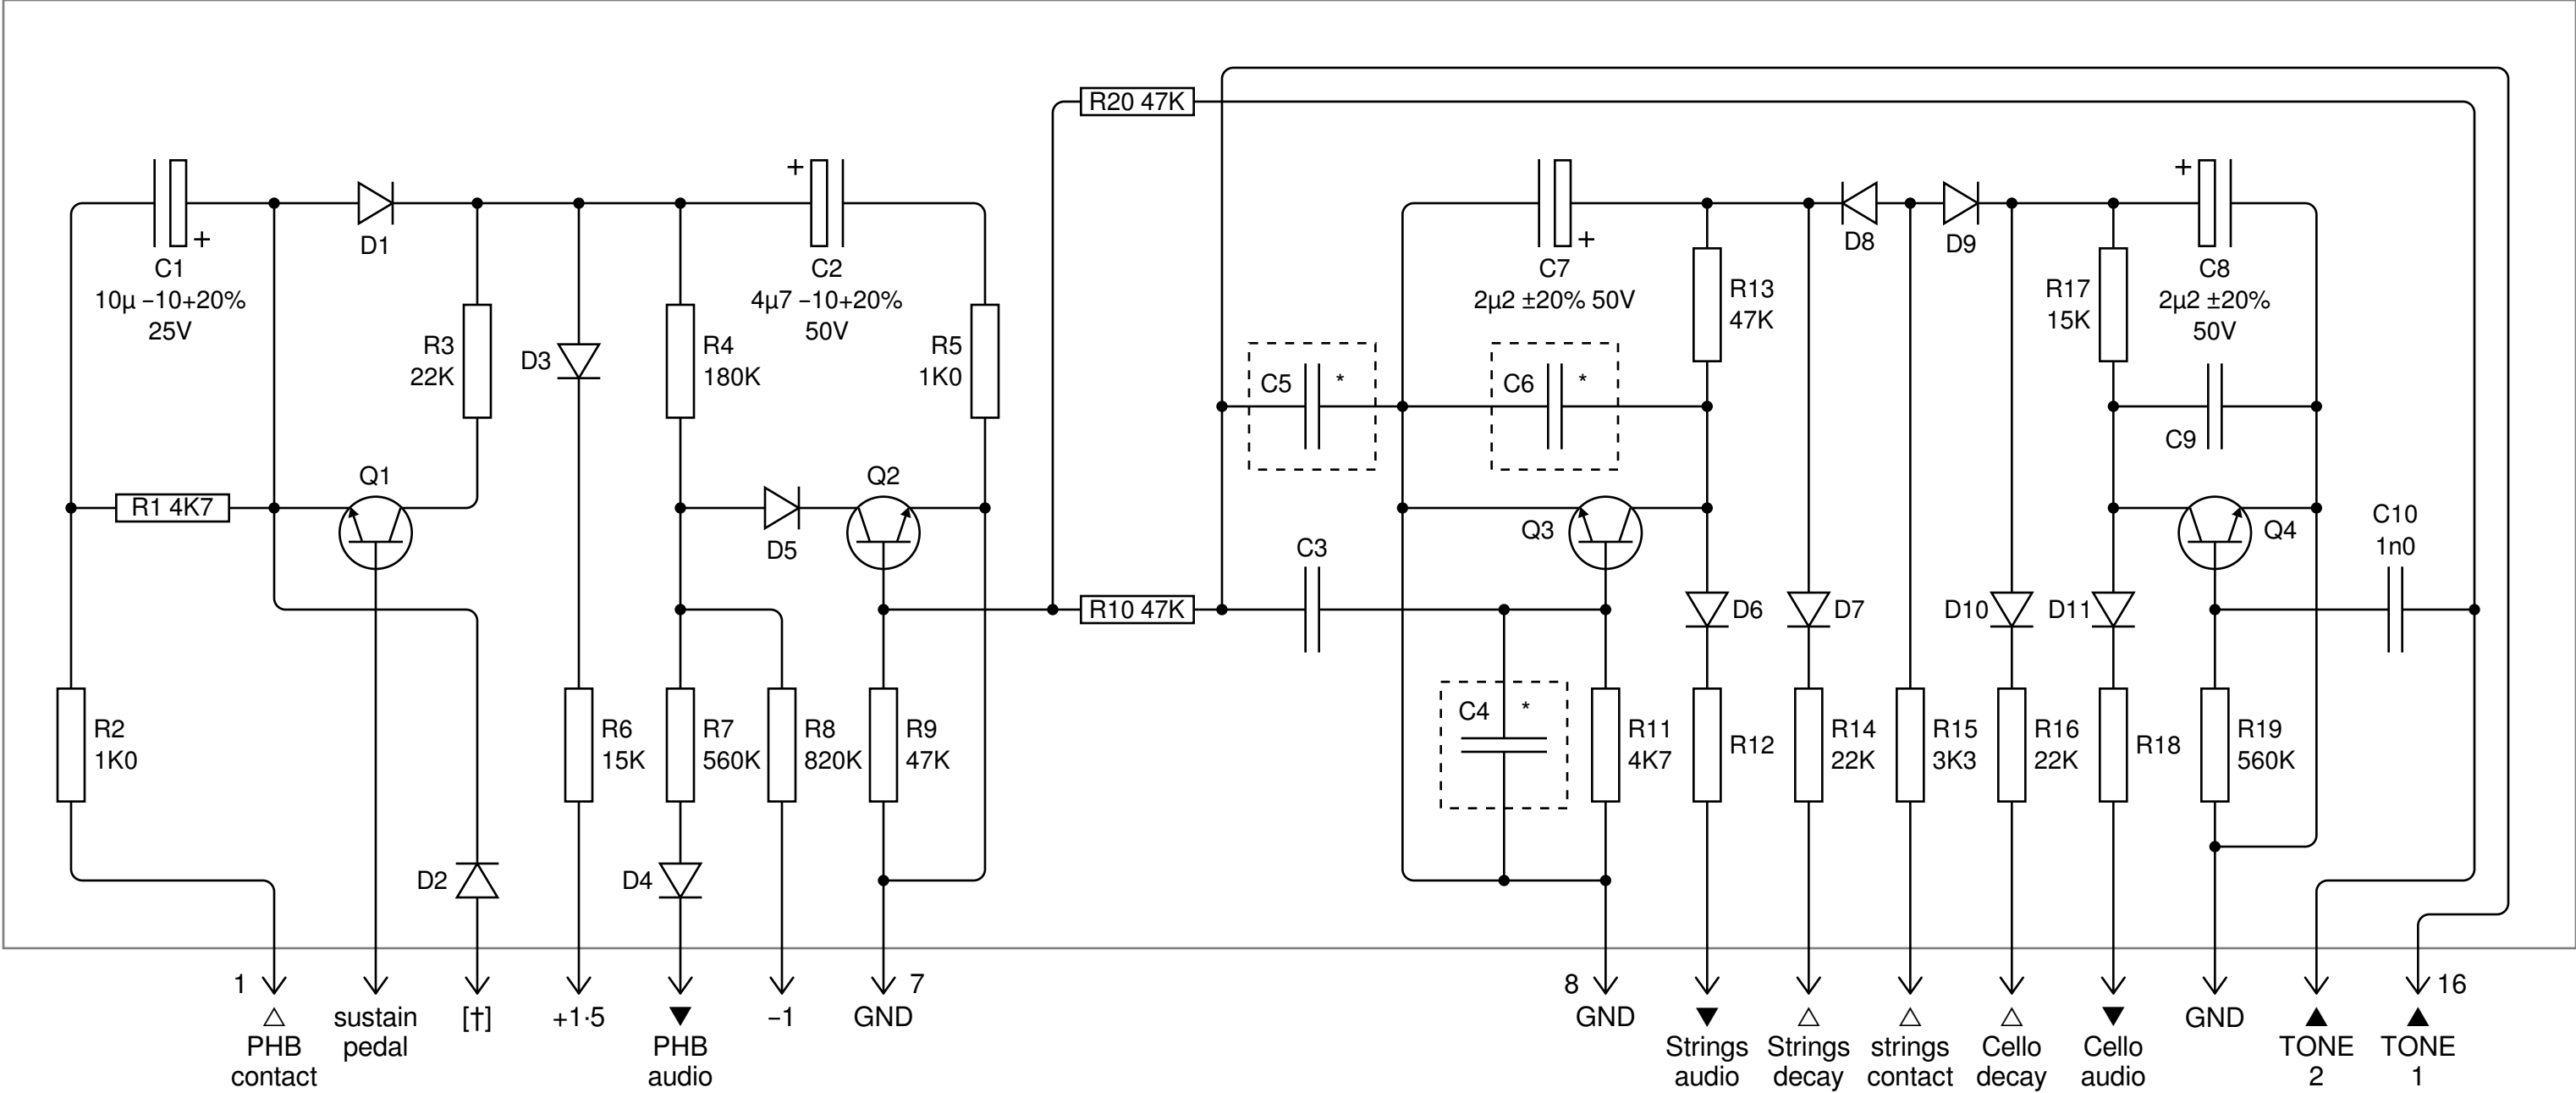 R20 47K
+
+
D1
C1
10µ –10+20%
25V
+
C2
4µ7 –10+20%
50V
R3
22K
D3
R4
180K
R5
1K0
+
C7
2µ2 ±20% 50V
R13
47K
D8
D9
R17
15K
+
C8
2µ2 ±20%
50V
C5 *
C6 *
C9
Q1
R1 4K7
D5
Q2
Q3
Q4
C10
1n0
C3
R10 47K
D6
D7
D10
D11
R2
1K0
R6
15K
R7
560K
R8
820K
R9
47K
C4 *
R11
4K7
R12
R14
22K
R15
3K3
R16
22K
R18
R19
560K
D2
D4
1
△
PHB
contact
sustain
pedal
[†]
+1·5
▼
PHB
audio
–1
7
GND
8
GND
▼
Strings
audio
△
Strings
decay
△
strings
contact
△
Cello
decay
▼
Cello
audio
GND
▲
TONE
2
16
▲
TONE
1